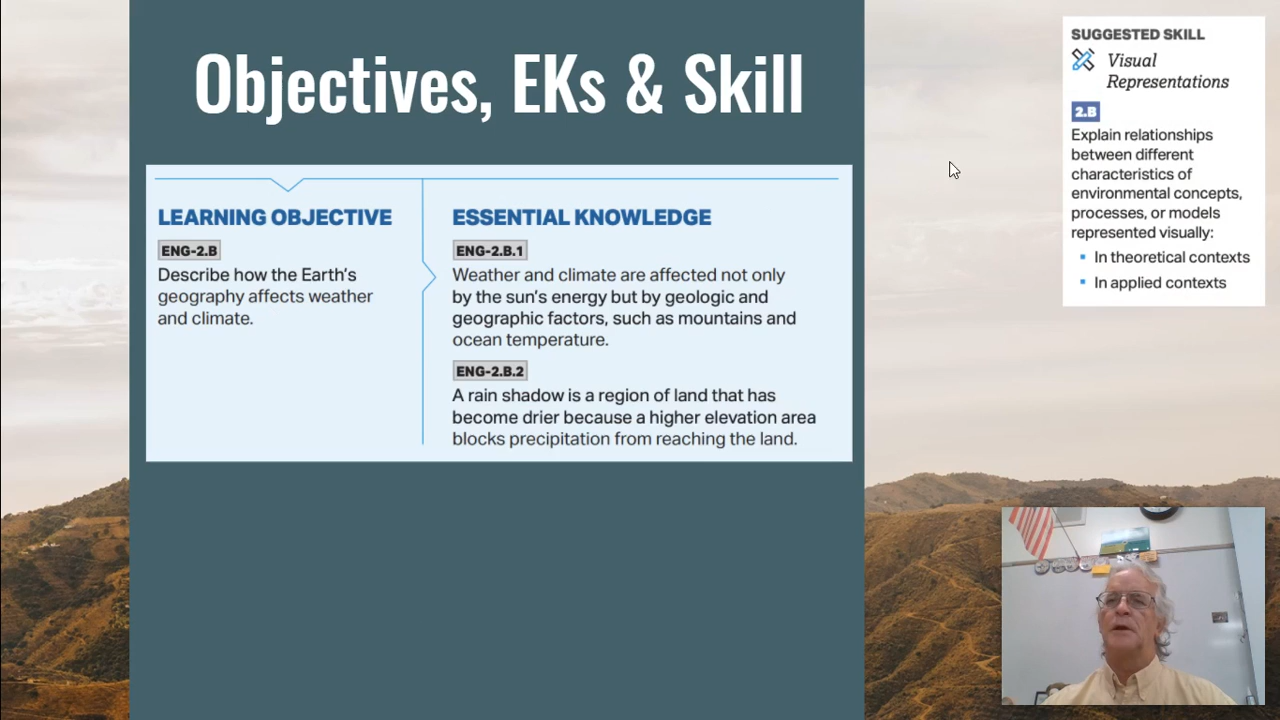 Objectives, EKs & Skill
LEARNING OBJECTIVE
ENG-2.B
Describe how the Earth's
geography affects weather
and climate.
ESSENTIAL KNOWLEDGE
ENG-2.B.1
Weather and climate are affected not only
by the sun's energy but by geologic and
geographic factors, such as mountains and
ocean temperature.
ENG-2.B.2
A rain shadow is a region of land that has
become drier because a higher elevation area
blocks precipitation from reaching the land.
SUGGESTED SKILL
Visual
Representations
2.B
Explain relationships
between different
characteristics of
environmental concepts,
processes, or models
represented visually:
In theoretical contexts
In applied contexts